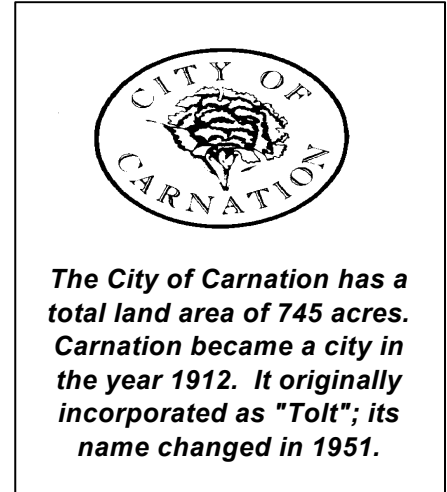 CITY OF
CARNATION
The City of Carnation has a
total land area of 745 acres.
Carnation became a city in
the year 1912. It originally
incorporated as "Tolt"; its
name changed in 1951.